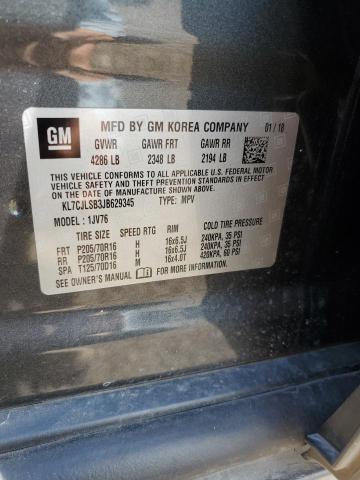 GM
MFD BY GM KOREA COMPANY 01/18
GVWR GAWR FRT GAWR RR
4286 LB 2348 LB 2194 LB
THIS VEHICLE CONFORMS TO ALL APPLICABLE U.S. FEDERAL MOTOR
VEHICLE SAFETY, BUMPER, AND THEFT PREVENTION STANDARDS
IN EFFECT ON THE DATE OF MANUFACTURE SHOWN ABOVE.
KL7CJLSB3JB629345 TYPE: MPV
MODEL: 1JV76
TIRE SIZE SPEED RTG RIM COLD TIRE PRESSURE
FRT P205/70R16 H 16x6.5J 240KPA, 35 PSI
RR P205/70R16 H 16x6.5J 240KPA, 35 PSI
SPA T125/70D16 M 16x4.0T 420KPA, 60 PSI
SEE OWNER'S MANUAL FOR ADDITIONAL INFORMATION.